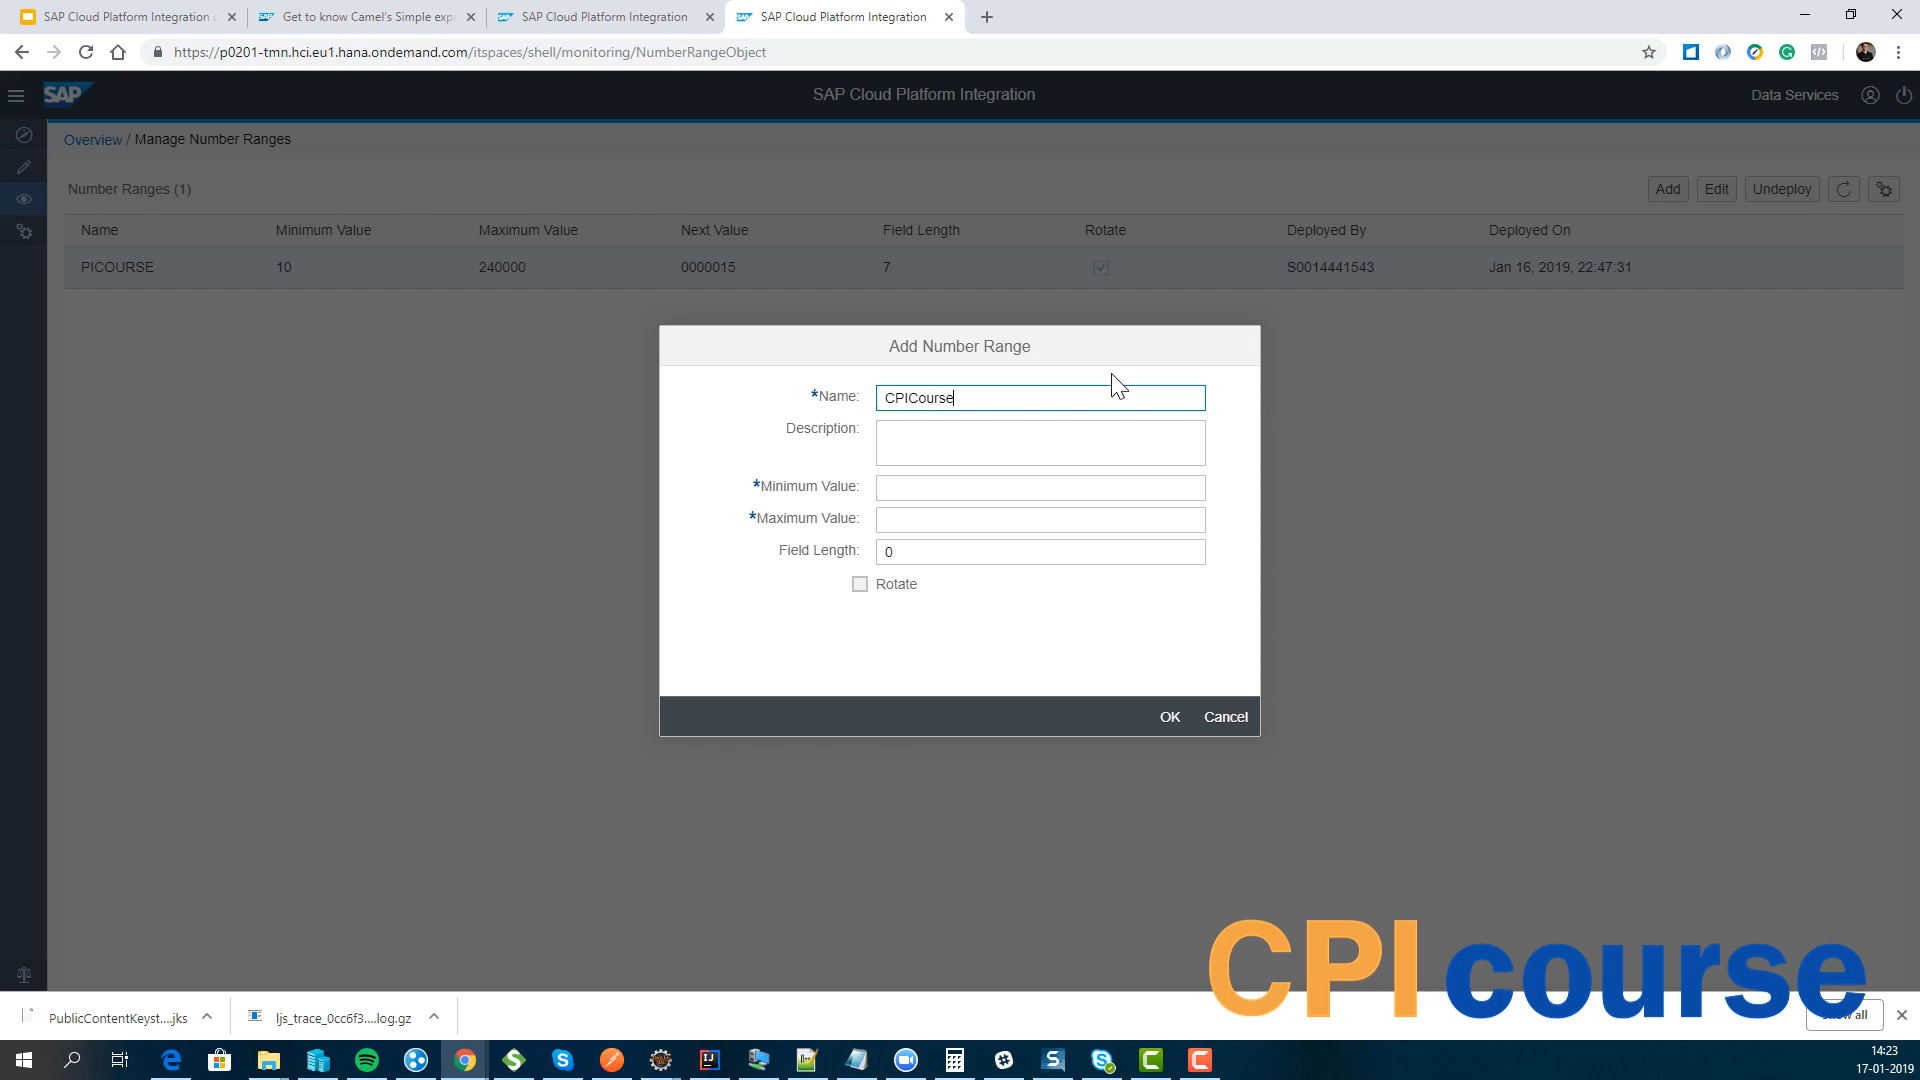 SAP Cloud Platform Integration
Get to know Camel's Simple exp
SAP Cloud Platform Integration
SAP Cloud Platform Integration
https://p0201-tmn.hci.eu1.hana.ondemand.com/itspaces/shell/monitoring/NumberRangeObject
SAP
SAP Cloud Platform Integration
Data Services
Overview / Manage Number Ranges
Number Ranges (1)
Add Edit Undeploy
Name Minimum Value Maximum Value Next Value Field Length Rotate Deployed By Deployed On
PICOURSE 10 240000 0000015 7 S0014441543 Jan 16, 2019, 22:47:31
Add Number Range
*Name: CPICourse
Description:
*Minimum Value:
*Maximum Value:
Field Length: 0
Rotate
OK Cancel
CPI course
PublicContentKeyst....jks
ljs_trace_0cc6f3....log.gz
all
14:23
17-01-2019